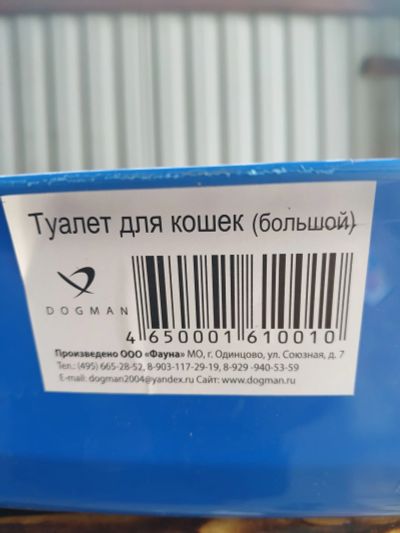 Туалет для кошек (большой)
DOGMAN
4 650001 610010
Произведено ООО «Фауна» МО, г. Одинцово, ул. Союзная, д. 7
Тел.: (495) 665-28-52, 8-903-117-29-19, 8-929 -940-53-59
E-mail: dogman2004@yandex.ru Сайт: www.dogman.ru